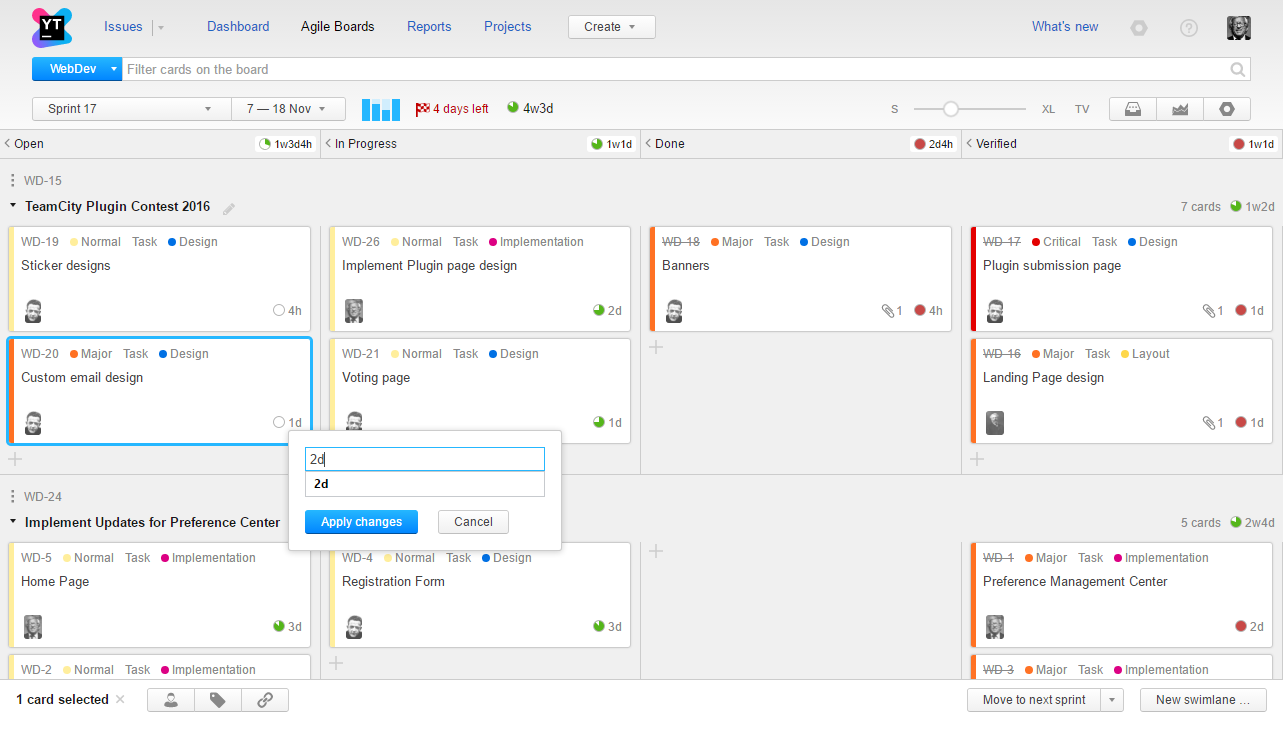 YT
Issues Dashboard Agile Boards Reports Projects Create What's new
WebDev Filter cards on the board
Sprint 17 7 — 18 Nov 4 days left 4w3d S XL TV
Open 1w3d4h In Progress 1w1d Done 2d4h Verified 1w1d
WD-15
TeamCity Plugin Contest 2016 7 cards 1w2d
WD-19 Normal Task Design WD-26 Normal Task Implementation WD-18 Major Task Design WD-17 Critical Task Design
Sticker designs Implement Plugin page design Banners Plugin submission page
4h 2d 1 4h 1 1d
WD-20 Major Task Design WD-21 Normal Task Design WD-16 Major Task Layout
Custom email design Voting page Landing Page design
1d 1d 1 1d
2d
2d
WD-24
Apply changes Cancel
Implement Updates for Preference Center 5 cards 2w4d
WD-5 Normal Task Implementation WD-4 Normal Task Design WD-1 Major Task Implementation
Home Page Registration Form Preference Management Center
3d 3d 2d
WD-2 Normal Task Implementation WD-3 Major Task Implementation
1 card selected Move to next sprint New swimlane ...